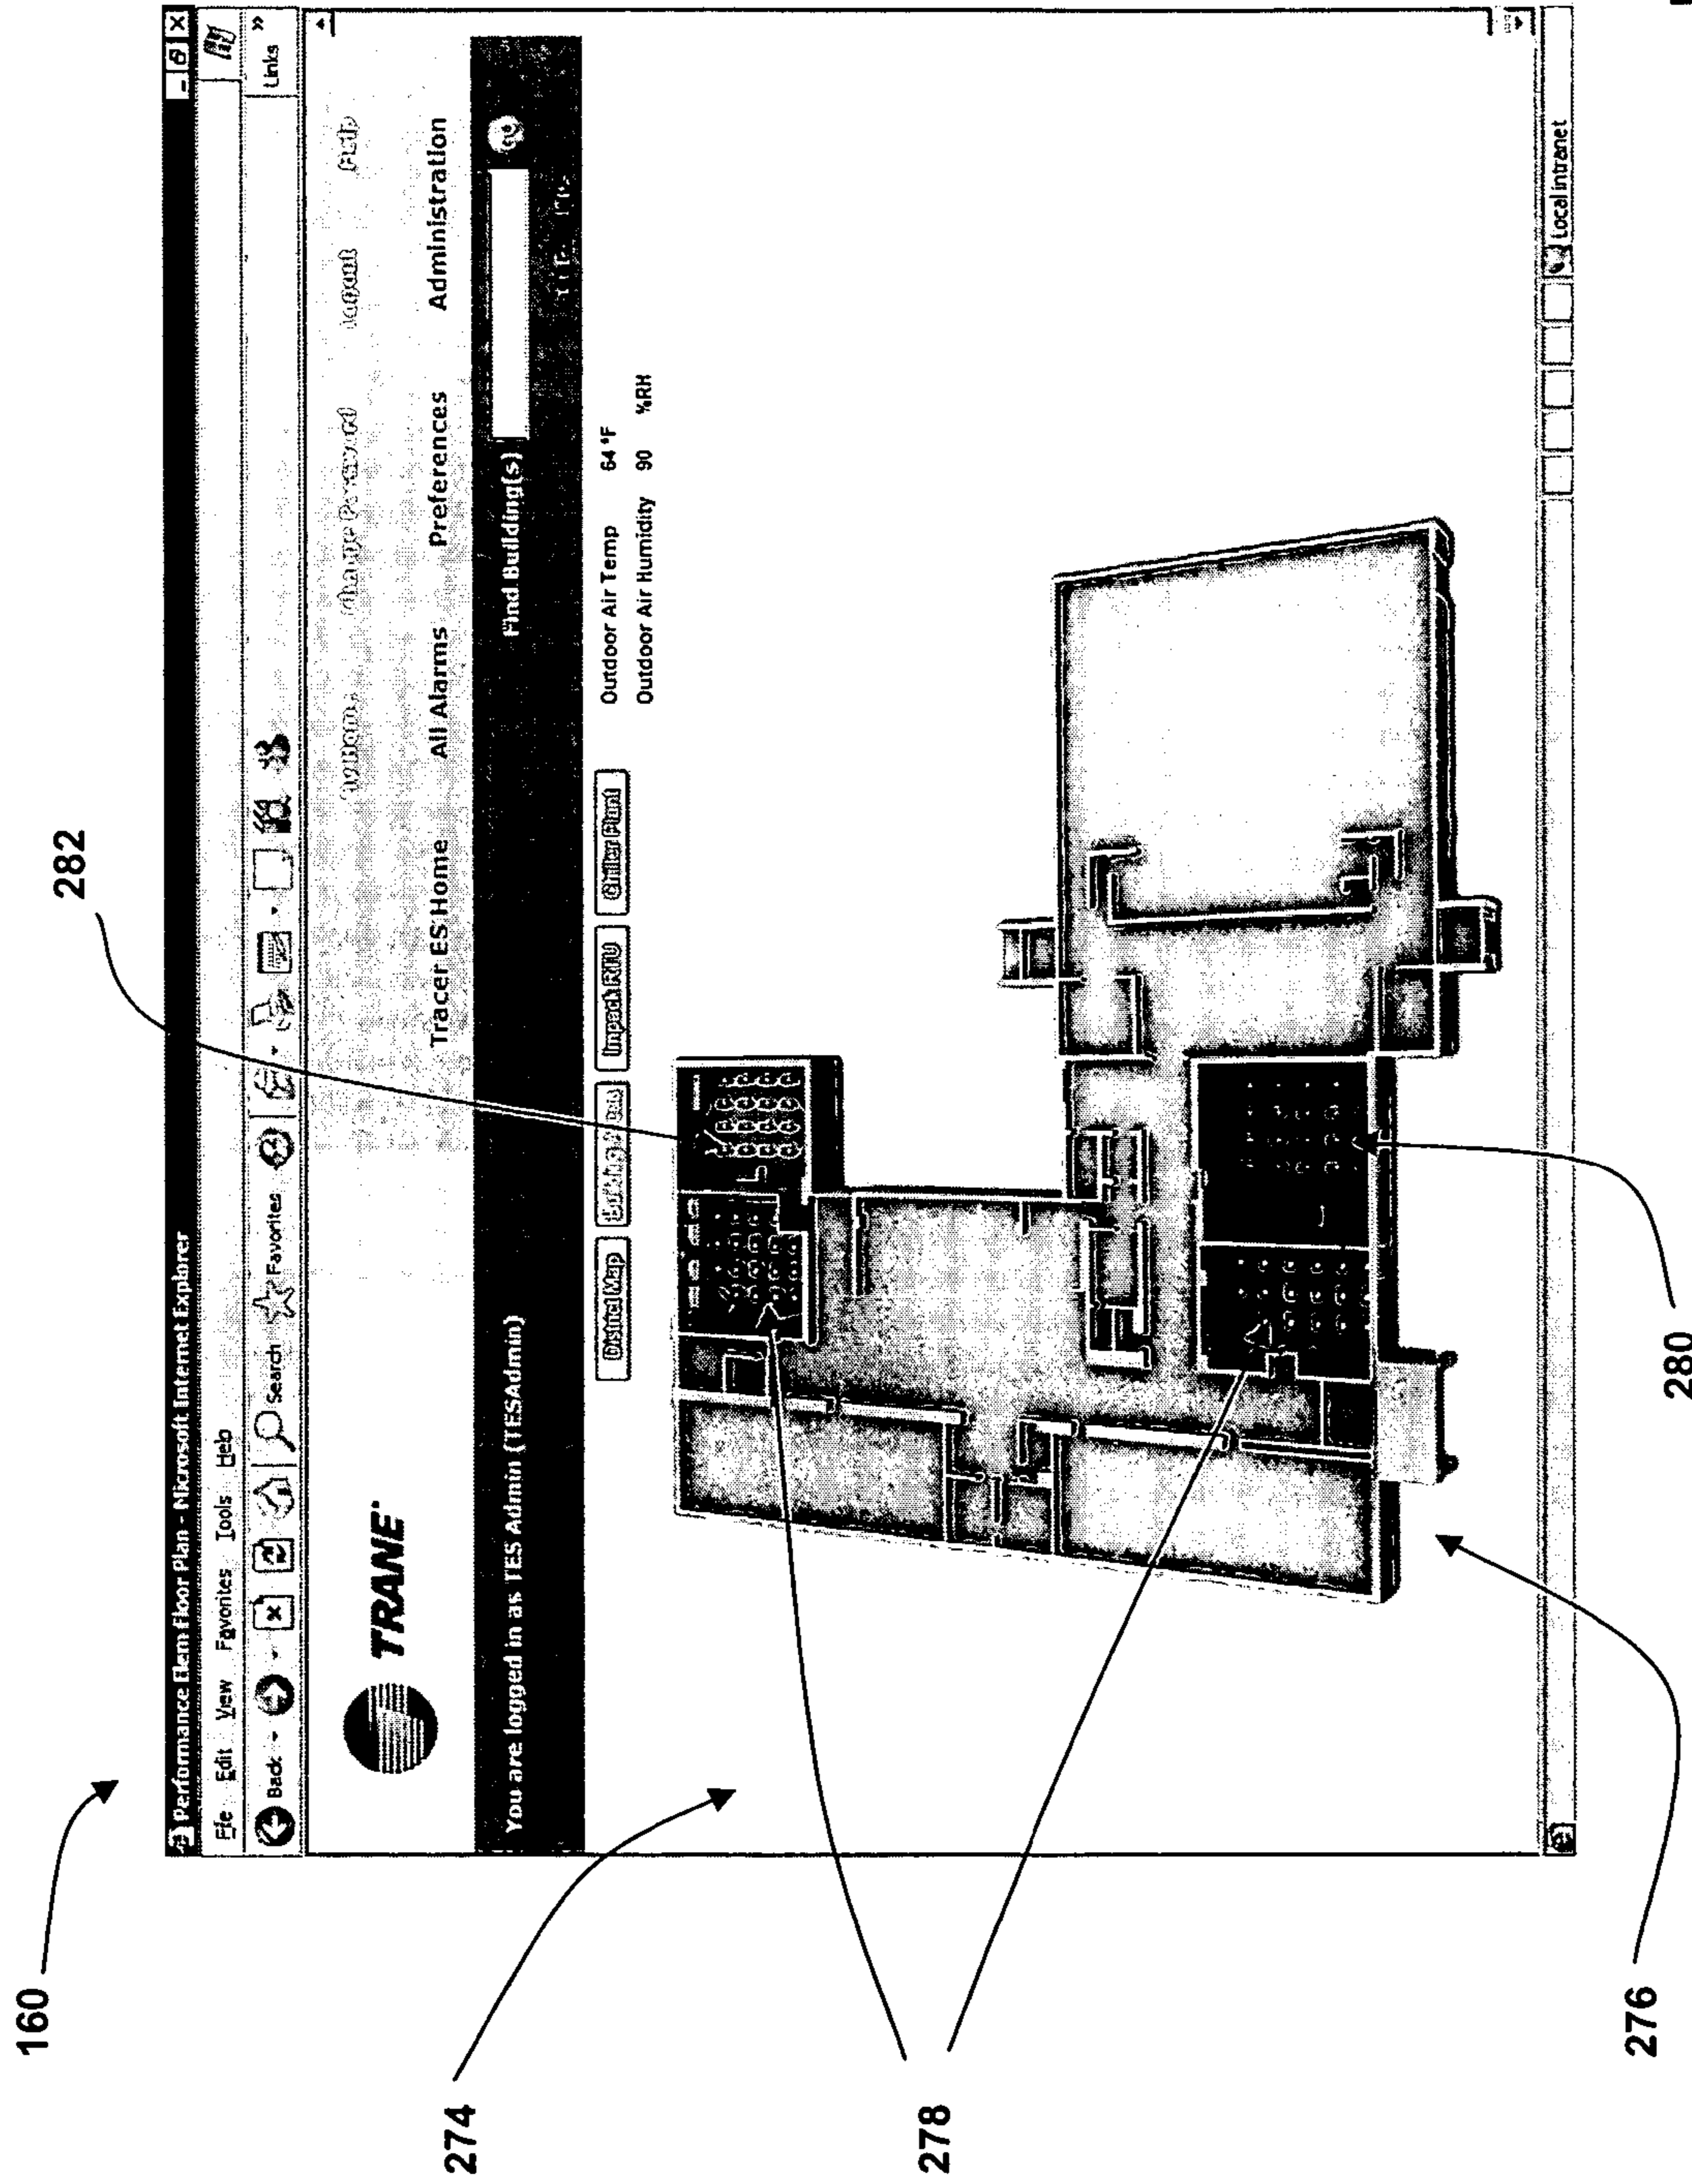 160
282
Performance Elem Floor Plan - Microsoft Internet Explorer
File Edit View Favorites Tools Help
Back Search Favorites Links
TRANE
Logout Help
Tracer ES Home All Alarms Preferences Administration
You are logged in as TES Admin (TESAdmin) Find Building(s)
District Map Chiller Plant
Outdoor Air Temp 64 °F
Outdoor Air Humidity 90 %RH
274
278
276
280
Local intranet